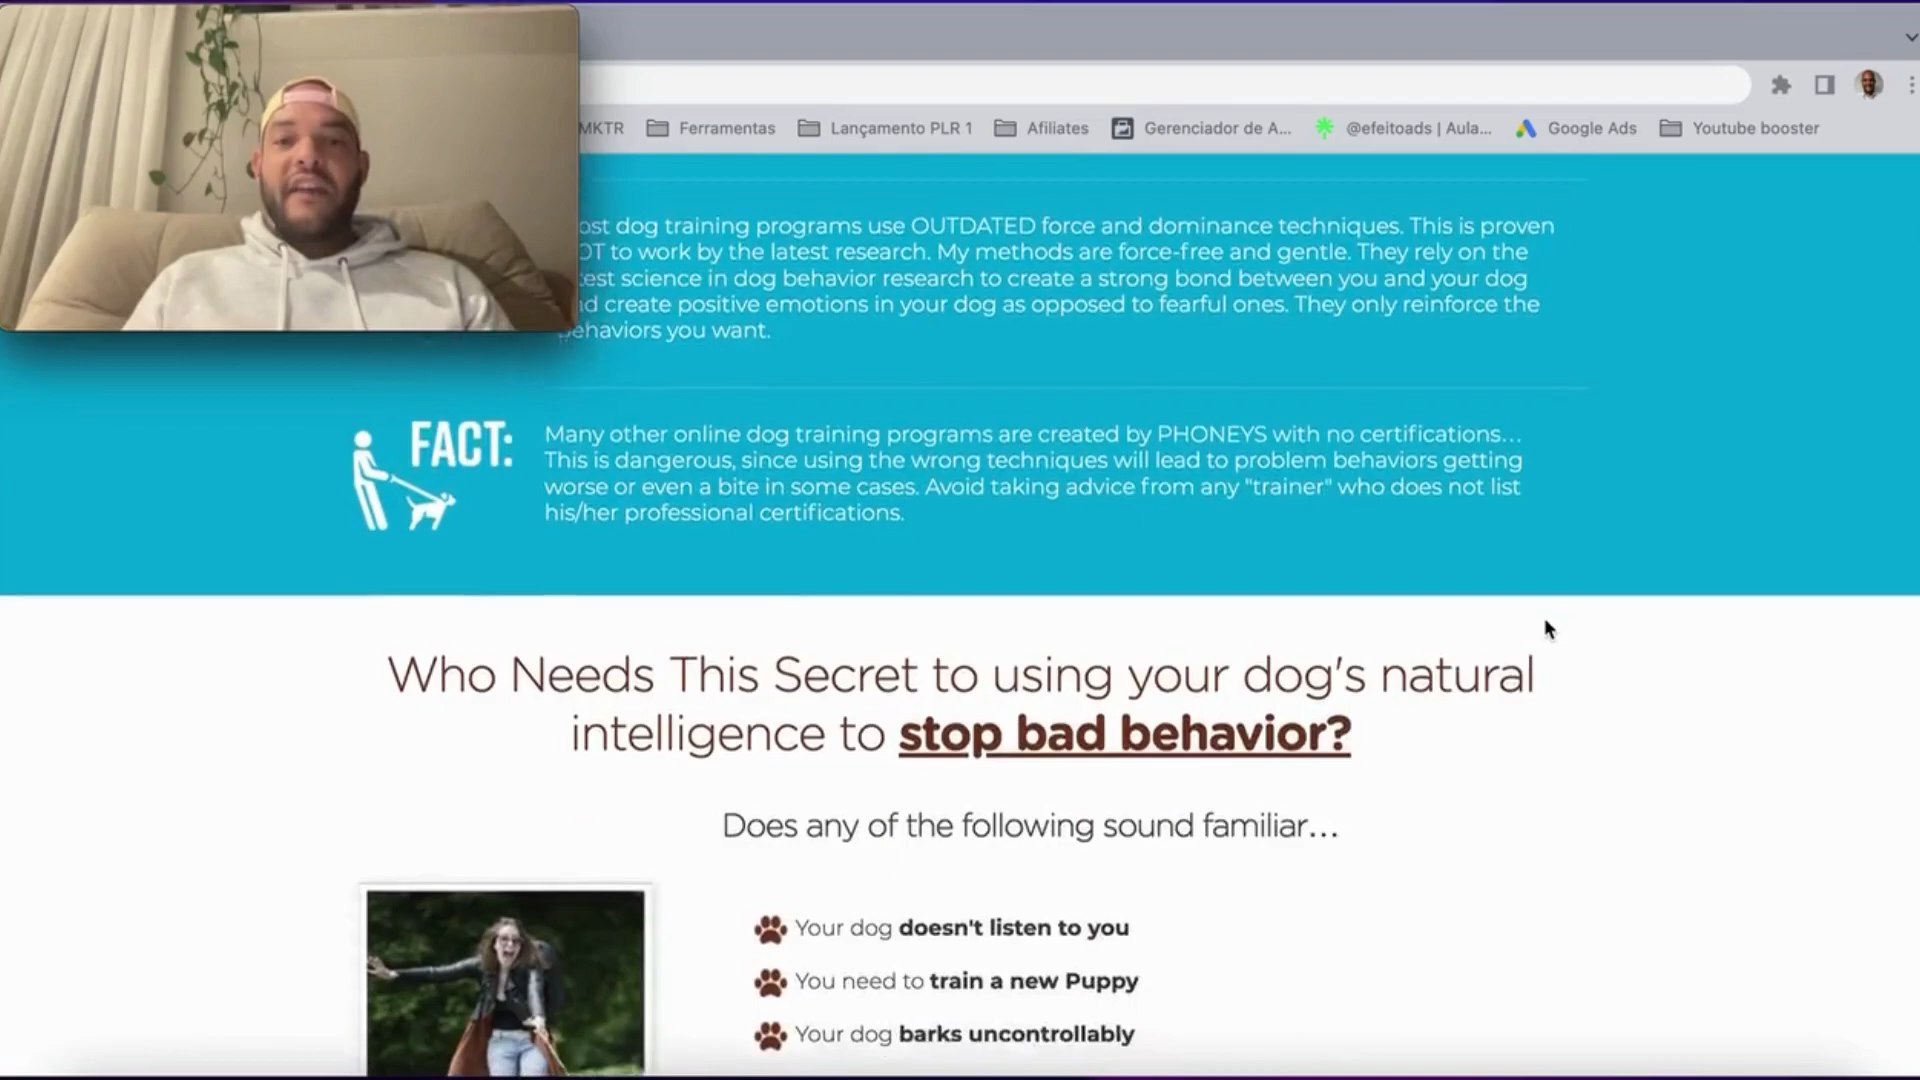 MKTR Ferramentas Lançamento PLR 1 Afiliates Gerenciador de A... @efeitoads | Aula... Google Ads Youtube booster
dog training programs use OUTDATED force and dominance techniques. This is proven
to work by the latest research. My methods are force-free and gentle. They rely on the
science in dog behavior research to create a strong bond between you and your dog
create positive emotions in your dog as opposed to fearful ones. They only reinforce the
behaviors you want.
FACT:
Many other online dog training programs are created by PHONEYS with no certifications...
This is dangerous, since using the wrong techniques will lead to problem behaviors getting
worse or even a bite in some cases. Avoid taking advice from any "trainer" who does not list
his/her professional certifications.
Who Needs This Secret to using your dog's natural
intelligence to stop bad behavior?
Does any of the following sound familiar...
Your dog doesn't listen to you
You need to train a new Puppy
Your dog barks uncontrollably